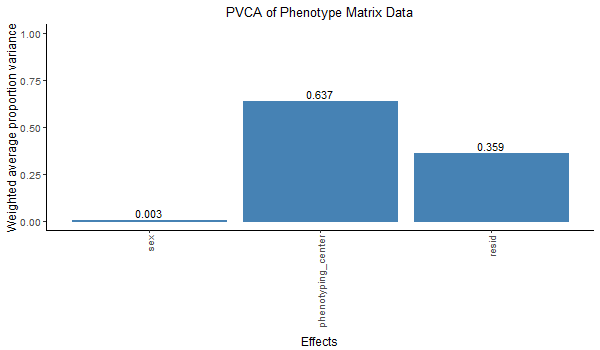 PVCA of Phenotype Matrix Data
Weighted average proportion variance
1.00
0.75
0.50
0.25
0.00
0.003
0.637
0.359
sex
phenotyping_center
resid
Effects